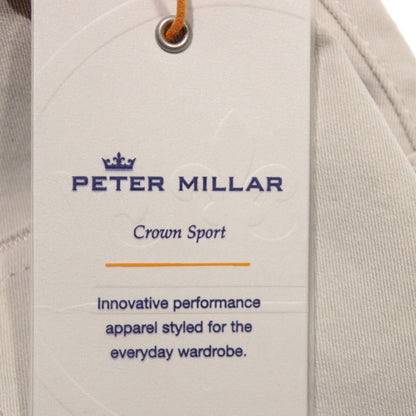 PETER MILLAR
Crown Sport
Innovative performance
apparel styled for the
everyday wardrobe.